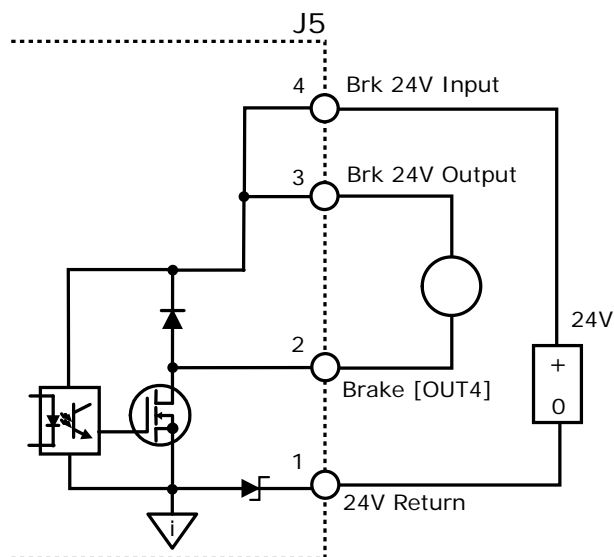 J5
4 Brk 24V Input
3 Brk 24V Output
24V
2
Brake [OUT4]
+
0
1
24V Return
i